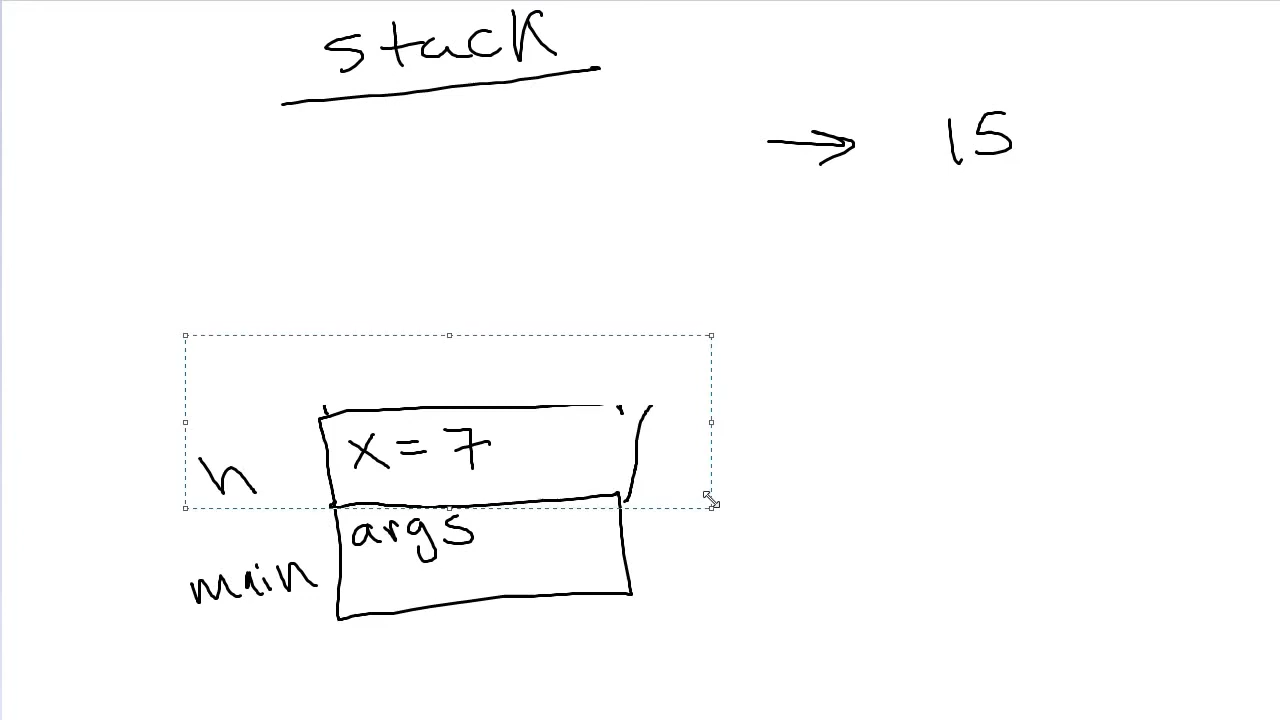 stack
→ 15
h
x = 7
args
main